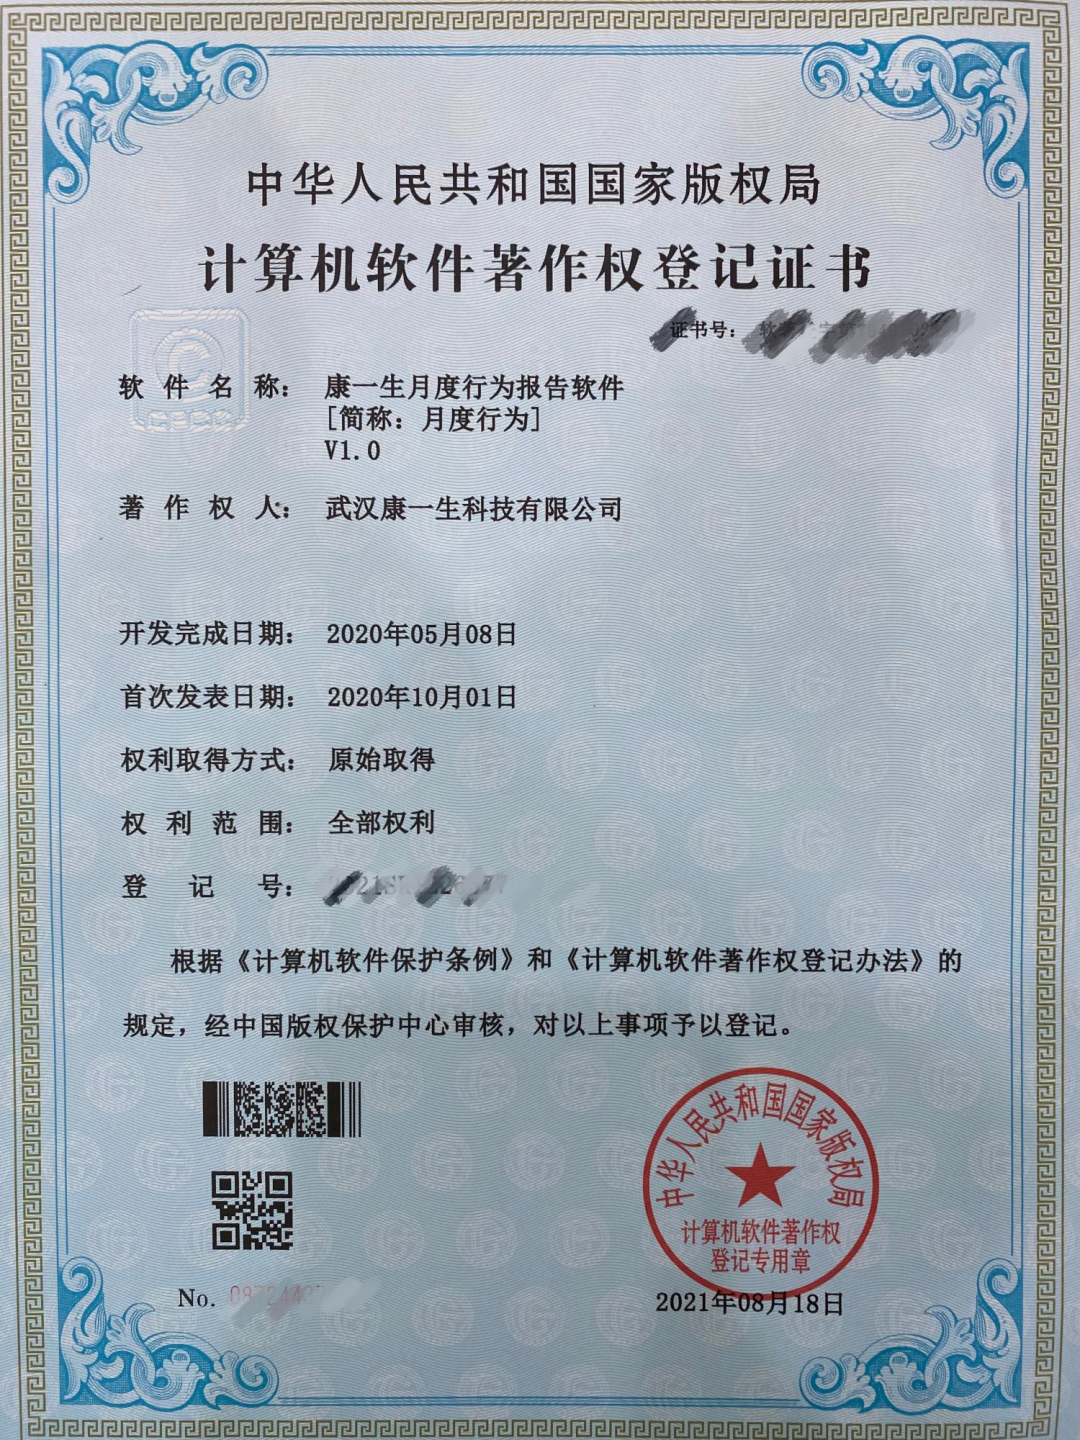 中华人民共和国国家版权局
计算机软件著作权登记证书
证书号：
软件名称： 康一生月度行为报告软件
[简称：月度行为]
V1.0
著作权人： 武汉康一生科技有限公司
开发完成日期： 2020年05月08日
首次发表日期： 2020年10月01日
权利取得方式： 原始取得
权利范围： 全部权利
登记号：
根据《计算机软件保护条例》和《计算机软件著作权登记办法》的
规定，经中国版权保护中心审核，对以上事项予以登记。
中华人民共和国国家版权局
计算机软件著作权
登记专用章
No.
2021年08月18日